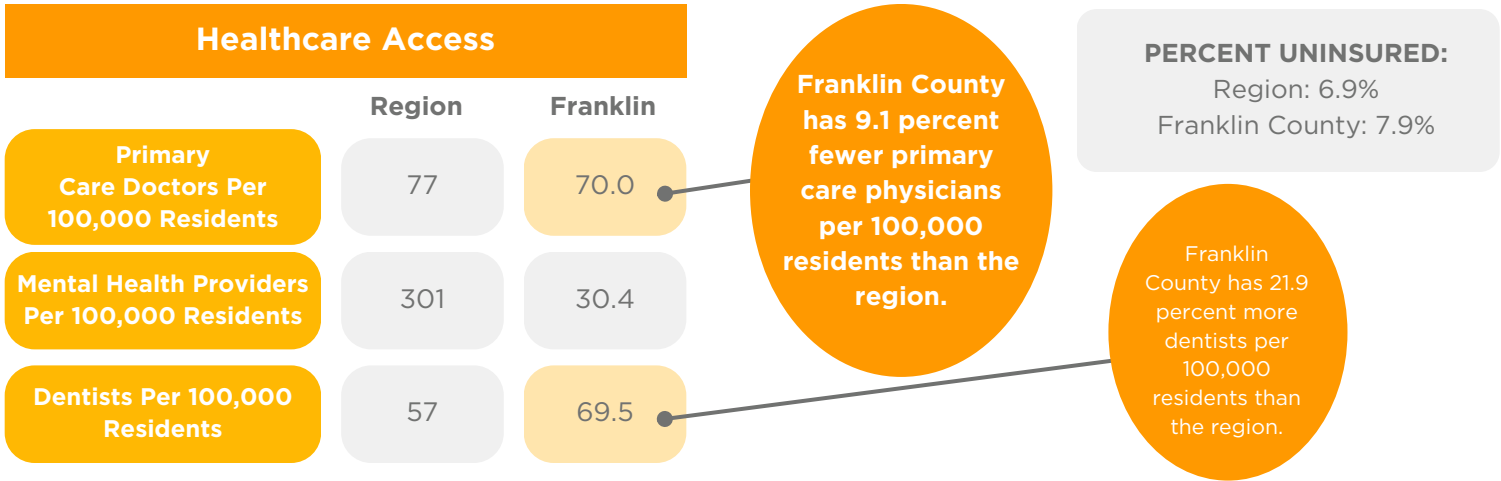 Healthcare Access
Region
Franklin
Primary
Care Doctors Per
100,000 Residents
77
70.0
Mental Health Providers
Per 100,000 Residents
301
30.4
Dentists Per 100,000
Residents
57
69.5
Franklin County
has 9.1 percent
fewer primary
care physicians
per 100,000
residents than the
region.
PERCENT UNINSURED:
Region: 6.9%
Franklin County: 7.9%
Franklin
County has 21.9
percent more
dentists per
100,000
residents than
the region.